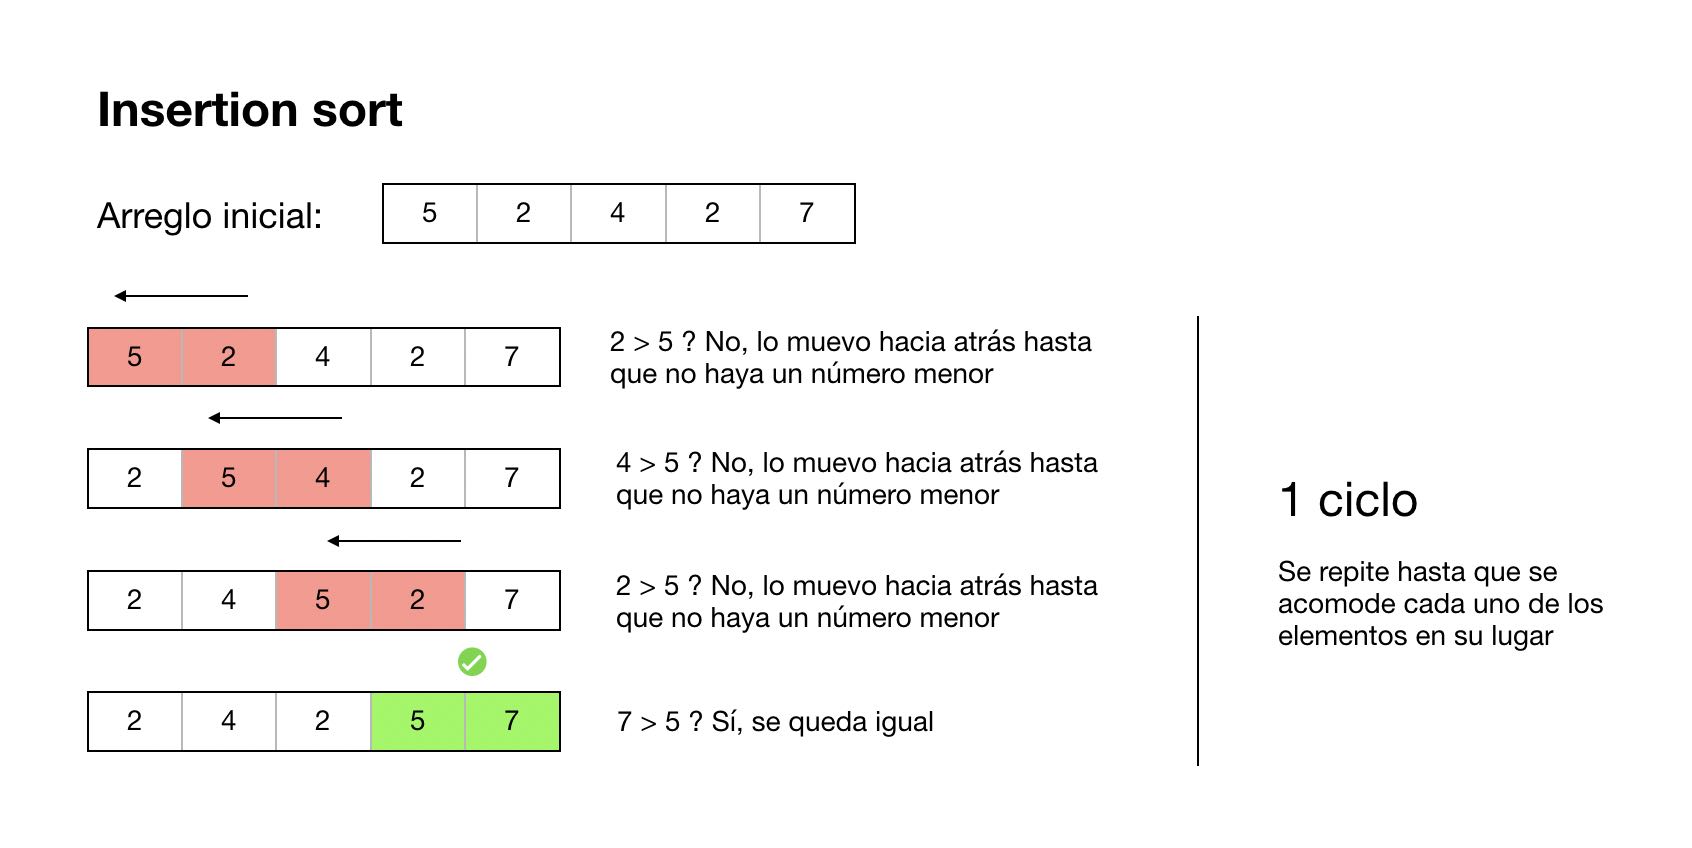 Insertion sort
Arreglo inicial:
5 2 4 2 7
5 2 4 2 7
2 > 5 ? No, lo muevo hacia atrás hasta
que no haya un número menor
2 5 4 2 7
4 > 5 ? No, lo muevo hacia atrás hasta
que no haya un número menor
2 4 5 2 7
2 > 5 ? No, lo muevo hacia atrás hasta
que no haya un número menor
2 4 2 5 7
7 > 5 ? Sí, se queda igual
1 ciclo
Se repite hasta que se
acomode cada uno de los
elementos en su lugar